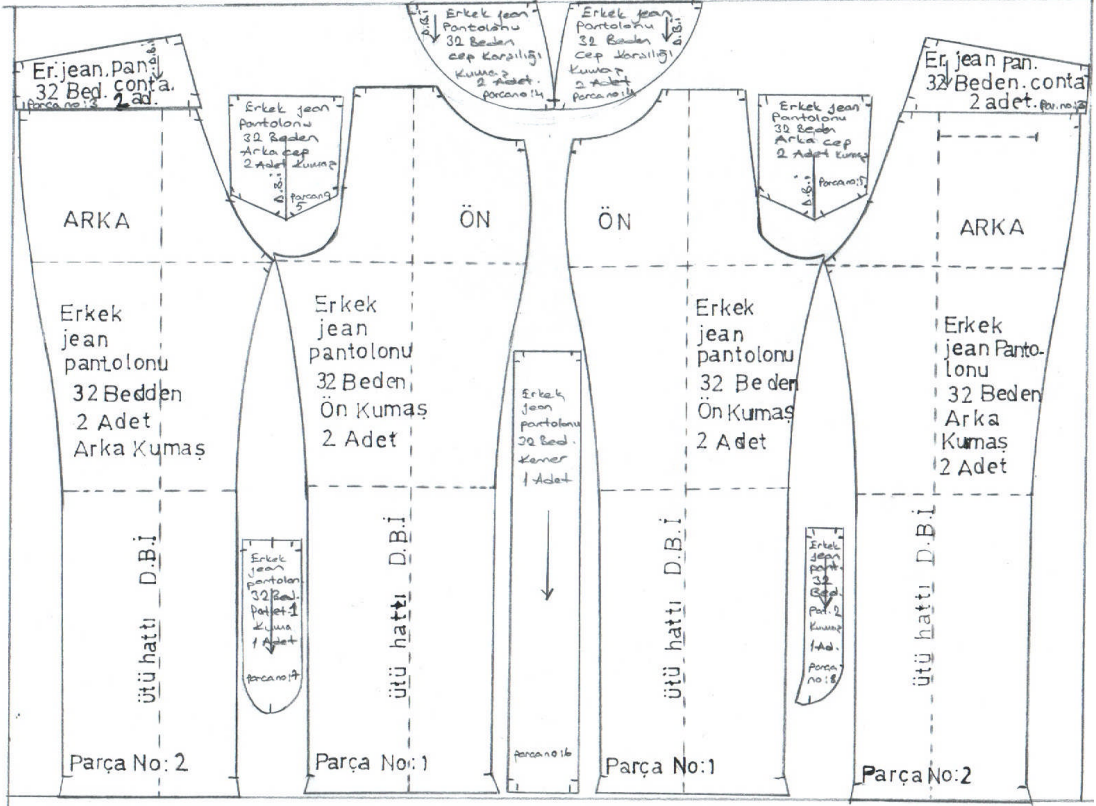 Er. jean. pan.
32 Bed. conta.
Parça no: 3 2 ad.
D.B.İ
Erkek jean
Pantolonu
32 Beden
Arka cep
2 Adet Kumaş
D.B.İ
Parça no
5
D.B.İ
Erkek jean
Pantolonu
32 Beden
cep Karşılığı
Kumaş
2 Adet.
Parça no: 4
Erkek jean
Pantolonu
32 Beden
cep Karşılığı
Kumaş
2 Adet
Parça no: 4
D.B.İ
Erkek jean
Pantolonu
32 Beden
Arka cep
2 Adet Kumaş
D.B.İ
Parça no: 5
Er. jean Pan.
32 Beden. conta
2 adet. Par. no: 3
ARKA
ÖN
ÖN
ARKA
Erkek
jean
pantolonu
32 Bedden
2 Adet
Arka Kumaş
Erkek
jean
pantolonu
32 Beden
Ön Kumaş
2 Adet
Erkek
jean
pantolonu
32 Bed.
Kemer
1 Adet
Parça no: 6
Erkek
jean
pantolonu
32 Beden
Ön Kumaş
2 Adet
Erkek
jean Panto-
lonu
32 Beden
Arka
Kumaş
2 Adet
ütü hattı D.B.İ
Erkek
jean
pantolon
32 Bed.
Patlet: 1
Kuma
1 Adet
Parça no: 7
ütü hattı D.B.İ
ütü hattı D.B.İ
Erkek
jean
pant.
32
Bed.
Pat. 2
Kumaş
1 Ad.
Parça
no: 8
ütü hattı D.B.İ
Parça No: 2
Parça No: 1
Parça No: 1
Parça No: 2